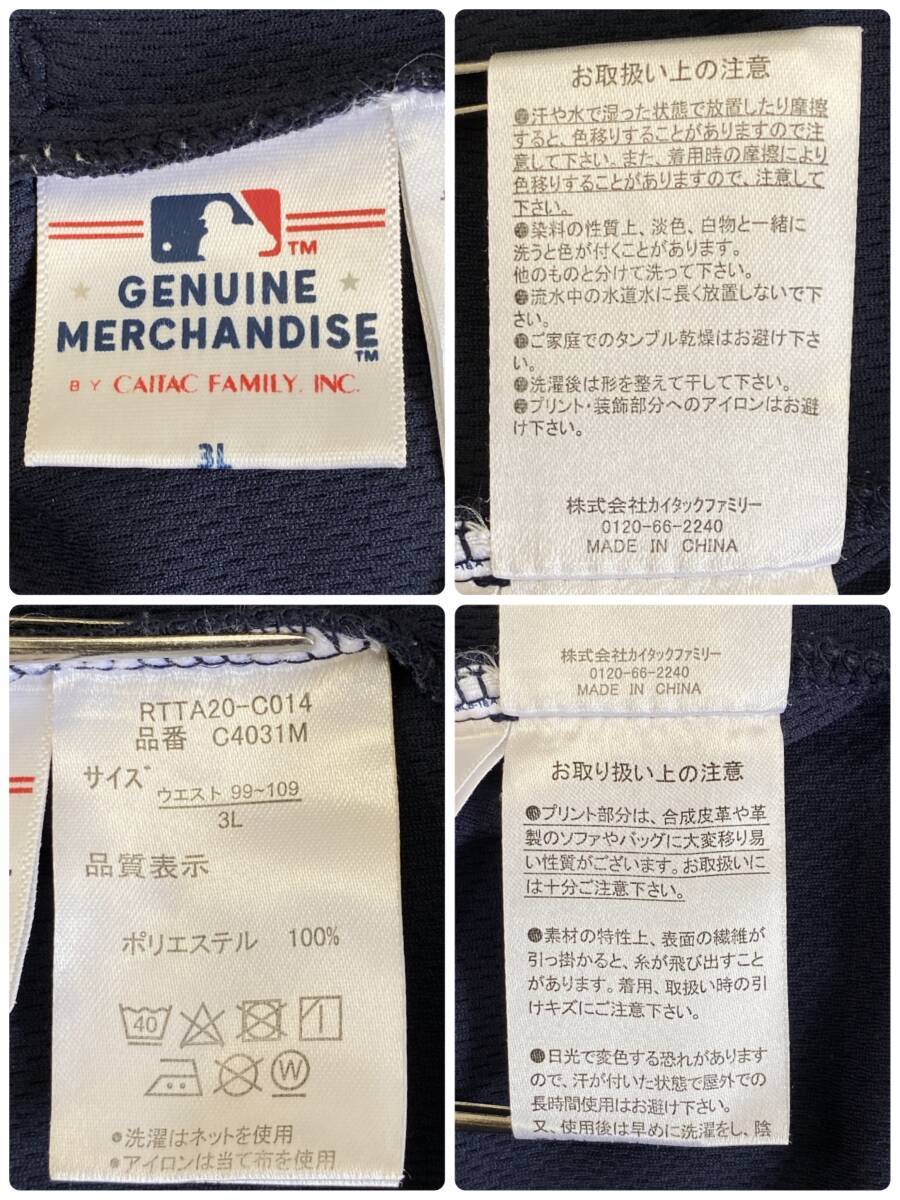 TM
GENUINE
MERCHANDISE
TM
BY CAITAC FAMILY, INC.
3L
お取扱い上の注意
●汗や水で湿った状態で放置したり摩擦
すると、色移りすることがありますので注
意して下さい。また、着用時の摩擦により
色移りすることがありますので、注意して
下さい。
●染料の性質上、淡色、白物と一緒に
洗うと色が付くことがあります。
他のものと分けて洗って下さい。
●流水中の水道水に長く放置しないで下
さい。
●ご家庭でのタンブル乾燥はお避け下さ
い。
●洗濯後は形を整えて干して下さい。
●プリント・装飾部分へのアイロンはお避
け下さい。
株式会社カイタックファミリー
0120-66-2240
MADE IN CHINA
RTTA20-C014
品番 C4031M
サイズ
ウエスト 99~109
3L
品質表示
ポリエステル 100%
40
W
・洗濯はネットを使用
・アイロンは当て布を使用
株式会社カイタックファミリー
0120-66-2240
MADE IN CHINA
お取り扱い上の注意
●プリント部分は、合成皮革や革
製のソファやバッグに大変移り易
い性質がございます。お取扱いに
は十分ご注意下さい。
●素材の特性上、表面の繊維が
引っ掛かると、糸が飛び出すこと
があります。着用、取扱い時の引
けキズにご注意下さい。
●日光で変色する恐れがあります
ので、汗が付いた状態で屋外での
長時間使用はお避け下さい。
又、使用後は早めに洗濯をし、陰